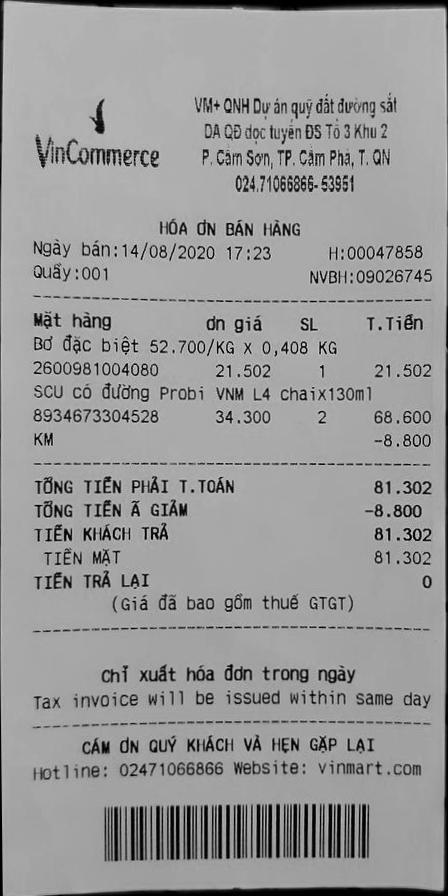 VinCommerce
VM+ QNH Dự án quỹ đất đường sắt
DA QĐ dọc tuyến ĐS Tổ 3 Khu 2
P. Cẩm Sơn, TP. Cẩm Phả, T. QN
024.71066866-53951
HÓA ƠN BÁN HÀNG
Ngày bán:14/08/2020 17:23 H:00047858
Quầy:001 NVBH:09026745
Mặt hàng ơn giá SL T.Tiền
Bơ đặc biệt 52.700/KG X 0,408 KG
2600981004080 21.502 1 21.502
SCU có đường Probi VNM L4 chaix130ml
8934673304528 34.300 2 68.600
KM -8.800
TỔNG TIỀN PHẢI T.TOÁN 81.302
TỔNG TIỀN Ã GIẢM -8.800
TIỀN KHÁCH TRẢ 81.302
TIỀN MẶT 81.302
TIỀN TRẢ LẠI 0
(Giá đã bao gồm thuế GTGT)
Chỉ xuất hóa đơn trong ngày
Tax invoice will be issued within same day
CẢM ƠN QUÝ KHÁCH VÀ HẸN GẶP LẠI
Hotline: 02471066866 Website: vinmart.com